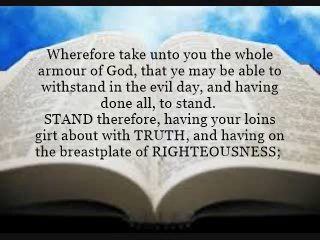 Wherefore take unto you the whole
armour of God, that ye may be able to
withstand in the evil day, and having
done all, to stand.
STAND therefore, having your loins
girt about with TRUTH, and having on
the breastplate of RIGHTEOUSNESS;